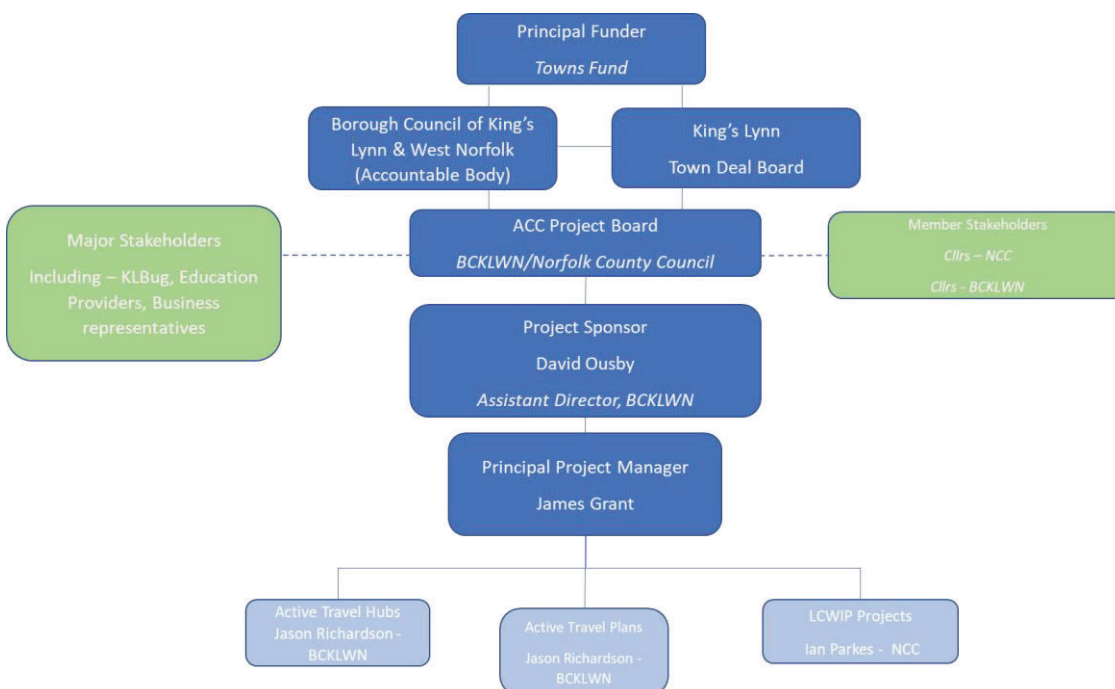 Principal Funder
Towns Fund
Borough Council of King's
Lynn & West Norfolk
(Accountable Body)
King's Lynn
Town Deal Board
Major Stakeholders
Including – KLBug, Education
Providers, Business
representatives
ACC Project Board
BCKLWN/Norfolk County Council
Member Stakeholders
Cllrs – NCC
Cllrs - BCKLWN
Project Sponsor
David Ousby
Assistant Director, BCKLWN
Principal Project Manager
James Grant
Active Travel Hubs
Jason Richardson -
BCKLWN
Active Travel Plans
Jason Richardson -
BCKLWN
LCWIP Projects
Ian Parkes - NCC